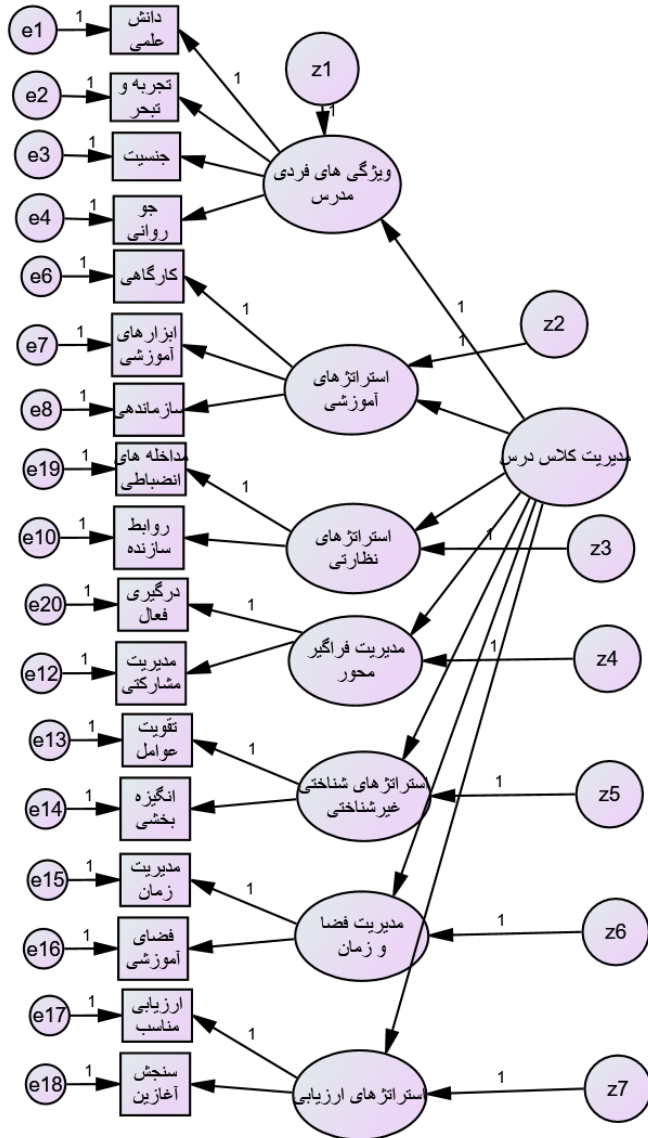 e1
1
دانش
علمی
1
z1
1
e2
1
تجربه و
تبحر
e3
1
جنسیت
ویژگی های فردی
مدرس
e4
1
جو
روانی
e6
1
کارگاهی
1
1
z2
1
e7
1
ابزارهای
آموزشی
استراتژهای
آموزشی
e8
1
سازماندهی
مدیریت کلاس درس
e19
1
مداخله های
انضباطی
1
e10
1
روابط
سازنده
استراتژهای
نظارتی
1
z3
e20
1
درگیری
فعال
1
مدیریت فراگیر
محور
1
z4
e12
1
مدیریت
مشارکتی
e13
1
تقویت
عوامل
1
استراتژهای شناختی
غیرشناختی
1
z5
e14
1
انگیزه
بخشی
e15
1
مدیریت
زمان
1
مدیریت فضا
و زمان
1
z6
e16
1
فضای
آموزشی
e17
1
ارزیابی
مناسب
1
e18
1
سنجش
آغازین
استراتژهای ارزیابی
1
z7